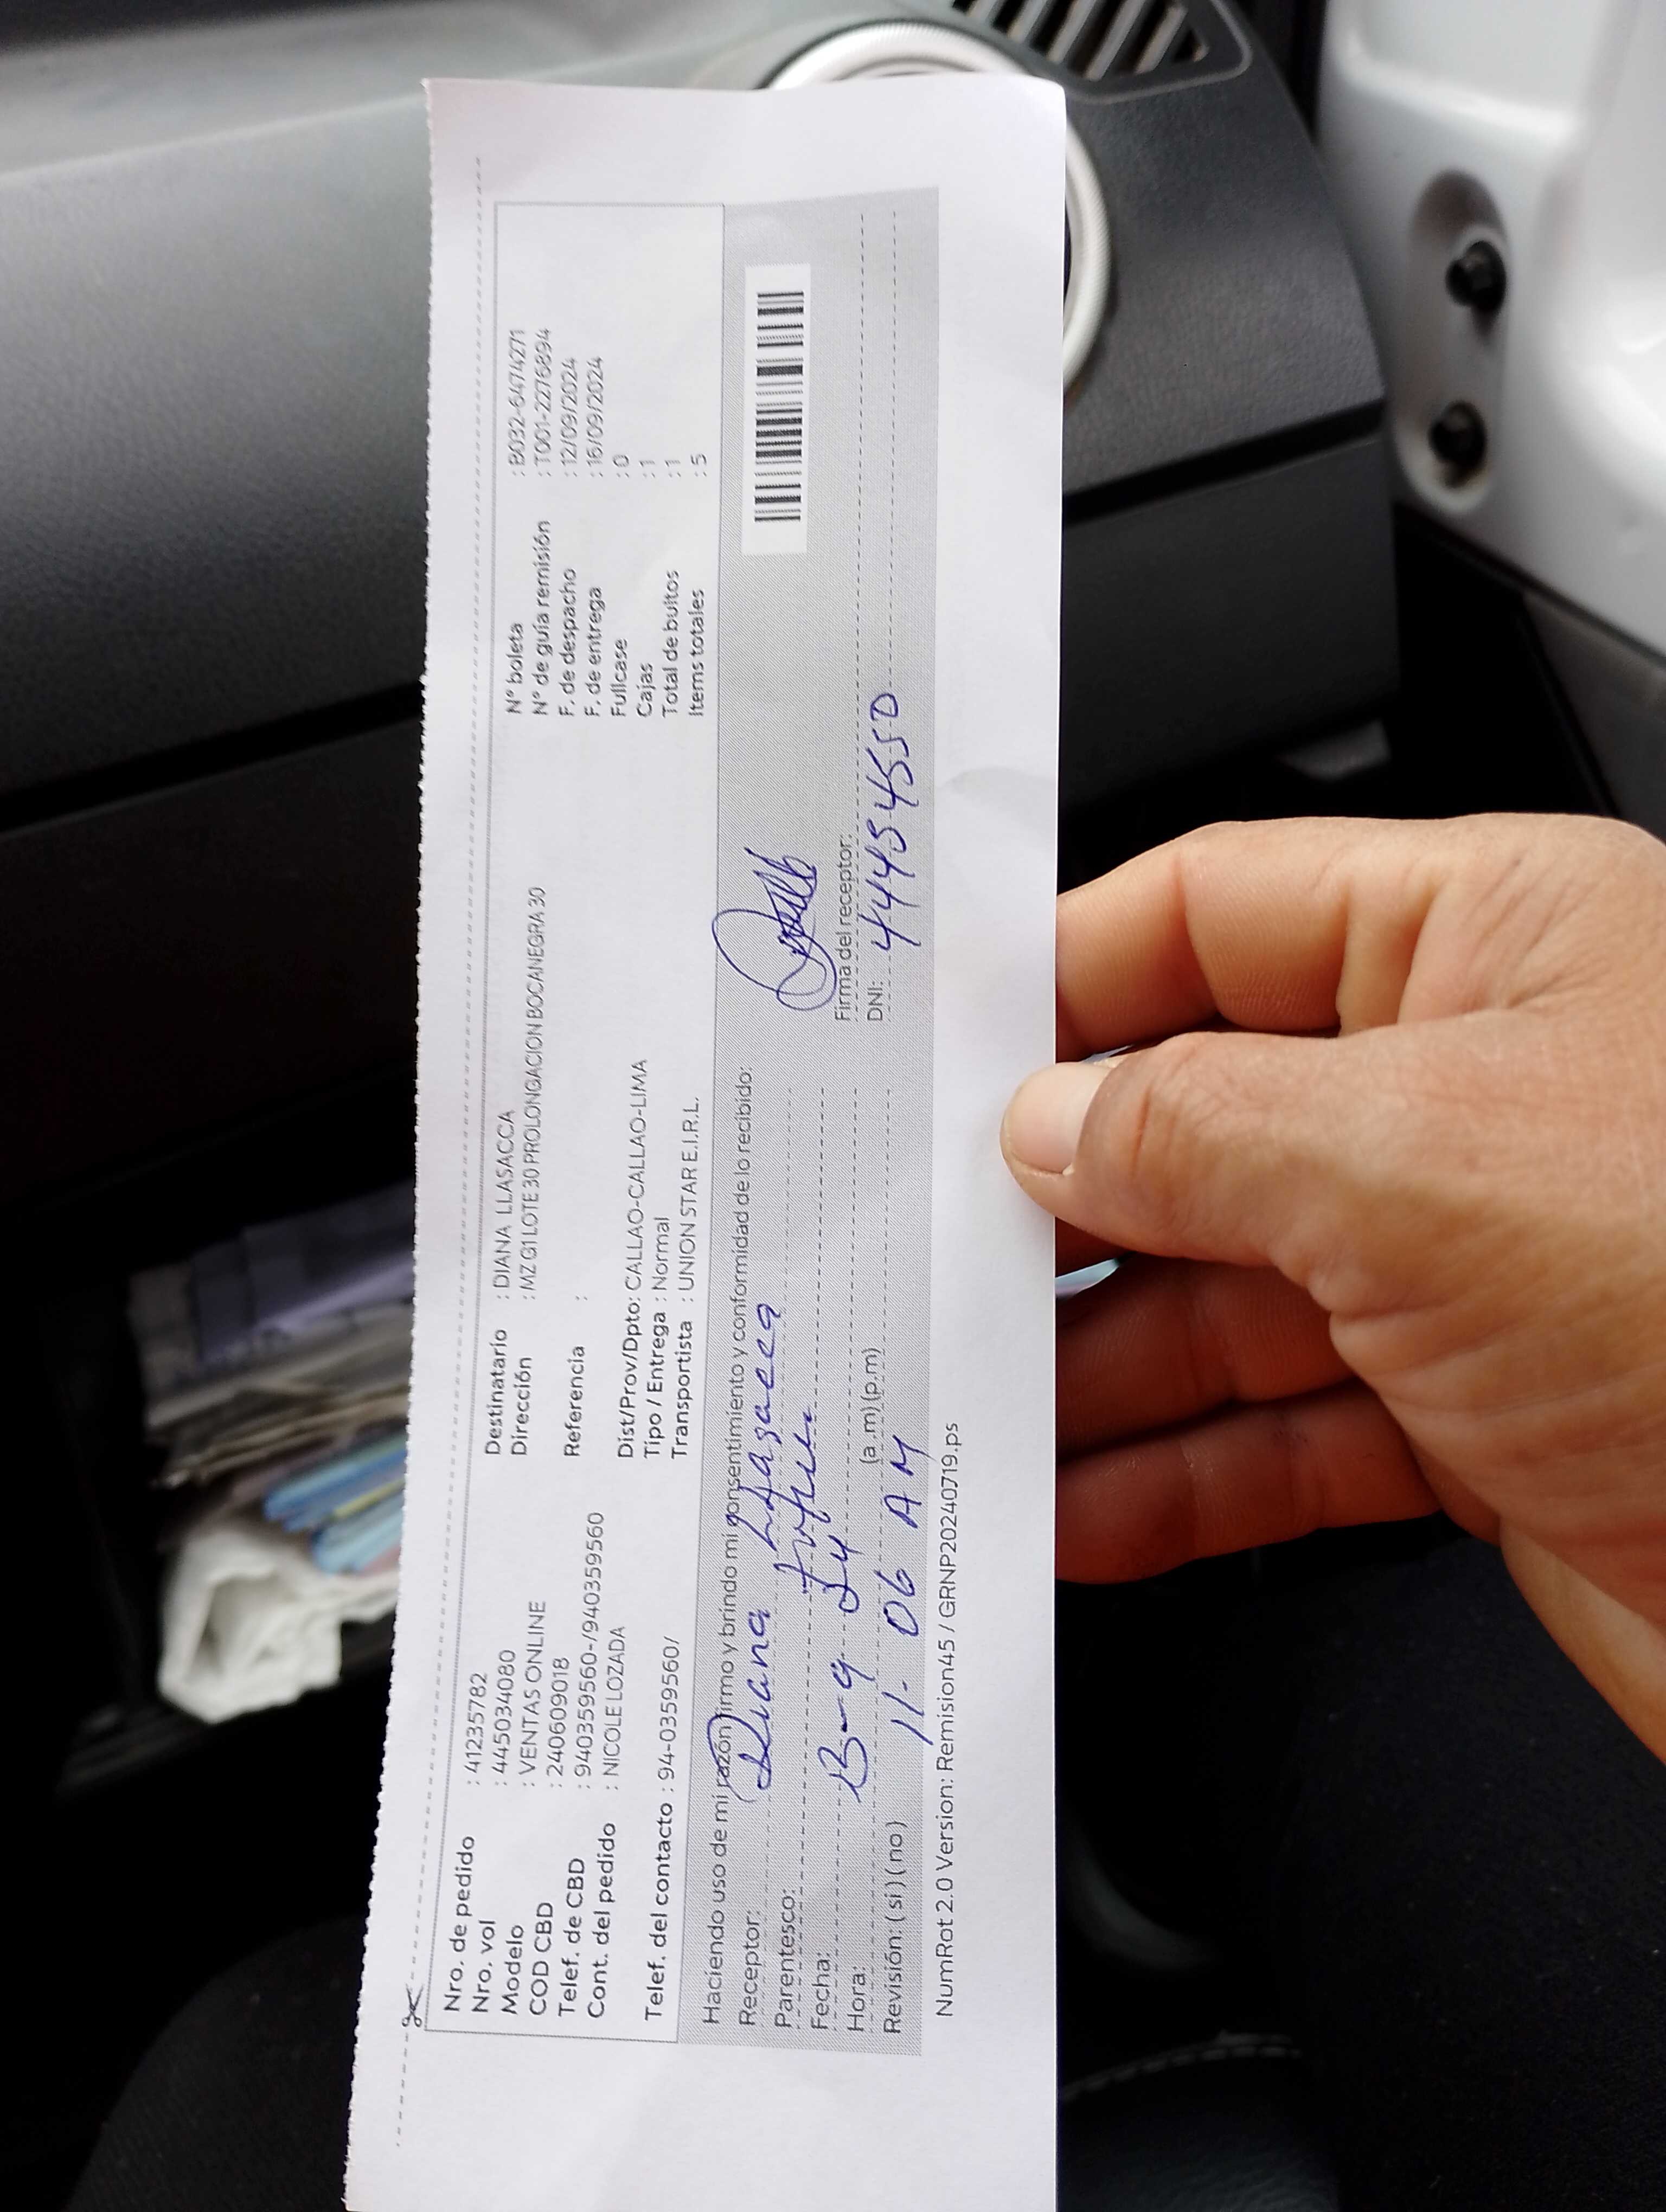 Nro. de pedido : 41235782
Nro. vol : 445034080
Modelo : VENTAS ONLINE
COD CBD : 240609018
Telef. de CBD : 940359560-/940359560
Cont. del pedido : NICOLE LOZADA
Telef. del contacto : 94-0359560/
Destinatario : DIANA LLASACCA
Dirección : MZ G1 LOTE 30 PROLONGACION BOCANEGRA 30
Referencia :
Dist/Prov/Dpto: CALLAO-CALLAO-LIMA
Tipo / Entrega : Normal
Transportista : UNION STAR E.I.R.L.
N° boleta : B032-6474271
N° de guía remisión : T001-2276894
F. de despacho : 12/09/2024
F. de entrega : 16/09/2024
Fullcase : 0
Cajas : 1
Total de bultos : 1
Items totales : 5
Haciendo uso de mi razón firmo y brindo mi consentimiento y conformidad de lo recibido:
Receptor: Diana Llasacca
Parentesco:
Fecha: 13-9-24
Hora: 11-06 AM (a.m) (p.m)
Revisión: ( si ) ( no )
Firma del receptor:
DNI: 44454550
NumRot 2.0 Version: Remision45 / GRNP20240719.ps